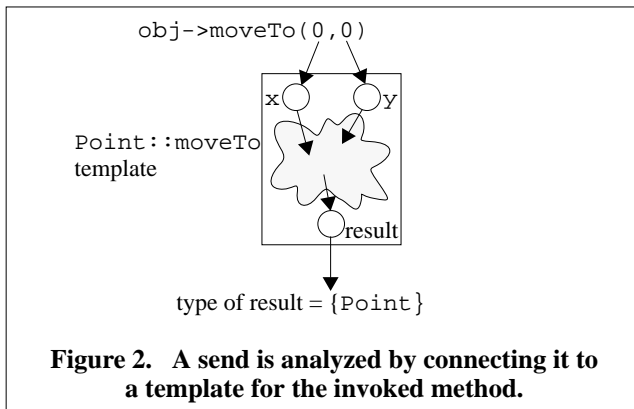 obj->moveTo(0,0)
x
y
Point::moveTo
template
result
type of result = {Point}
Figure 2. A send is analyzed by connecting it to
a template for the invoked method.